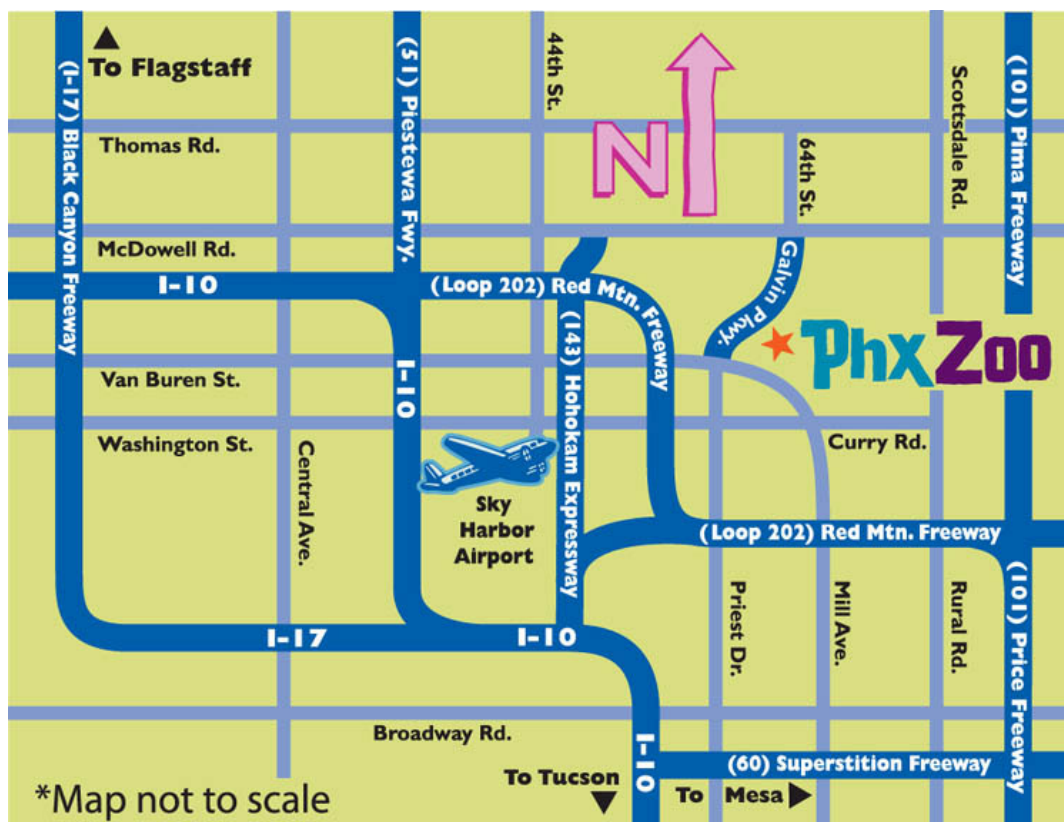 To Flagstaff
(I-17) Black Canyon Freeway
(51) Piestewa Fwy.
44th St.
N
64th St.
Scottsdale Rd.
(101) Pima Freeway
Thomas Rd.
McDowell Rd.
I-10
(Loop 202) Red Mtn. Freeway
Galvin Pkwy.
PhxZoo
(143) Hohokam Expressway
I-10
Van Buren St.
Washington St.
Curry Rd.
Central Ave.
Sky
Harbor
Airport
(Loop 202) Red Mtn. Freeway
Priest Dr.
Mill Ave.
Rural Rd.
(101) Price Freeway
I-17
I-10
Broadway Rd.
I-10
(60) Superstition Freeway
To Tucson
To Mesa
*Map not to scale